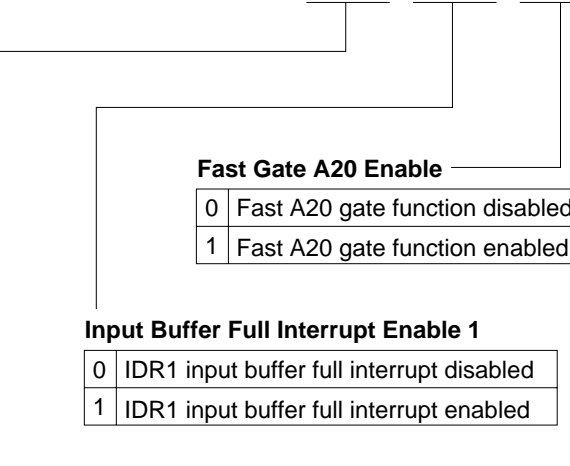 Fast Gate A20 Enable
0 Fast A20 gate function disabled
1 Fast A20 gate function enabled
Input Buffer Full Interrupt Enable 1
0 IDR1 input buffer full interrupt disabled
1 IDR1 input buffer full interrupt enabled